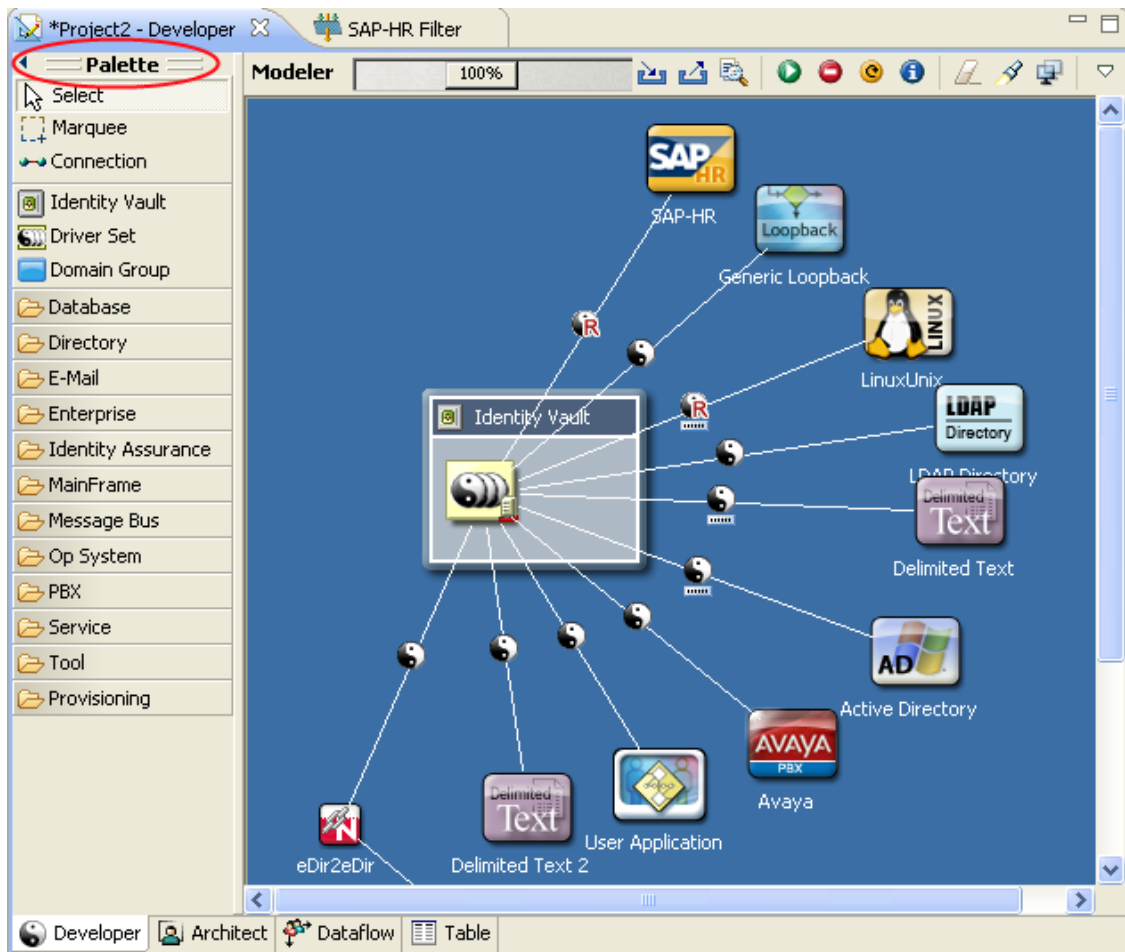 *Project2 - Developer
SAP-HR Filter
Palette
Modeler
100%
Select
Marquee
Connection
Identity Vault
Driver Set
Domain Group
Database
Directory
E-Mail
Enterprise
Identity Assurance
MainFrame
Message Bus
Op System
PBX
Service
Tool
Provisioning
SAP
HR
SAP-HR
Loopback
Generic Loopback
LINUX
LinuxUnix
R
R
Identity Vault
LDAP
Directory
LDAP Directory
Delimited
Text
Delimited Text
AD
Active Directory
AVAYA
PBX
Avaya
User Application
Delimited
Text
Delimited Text 2
N
eDir2eDir
Developer
Architect
Dataflow
Table